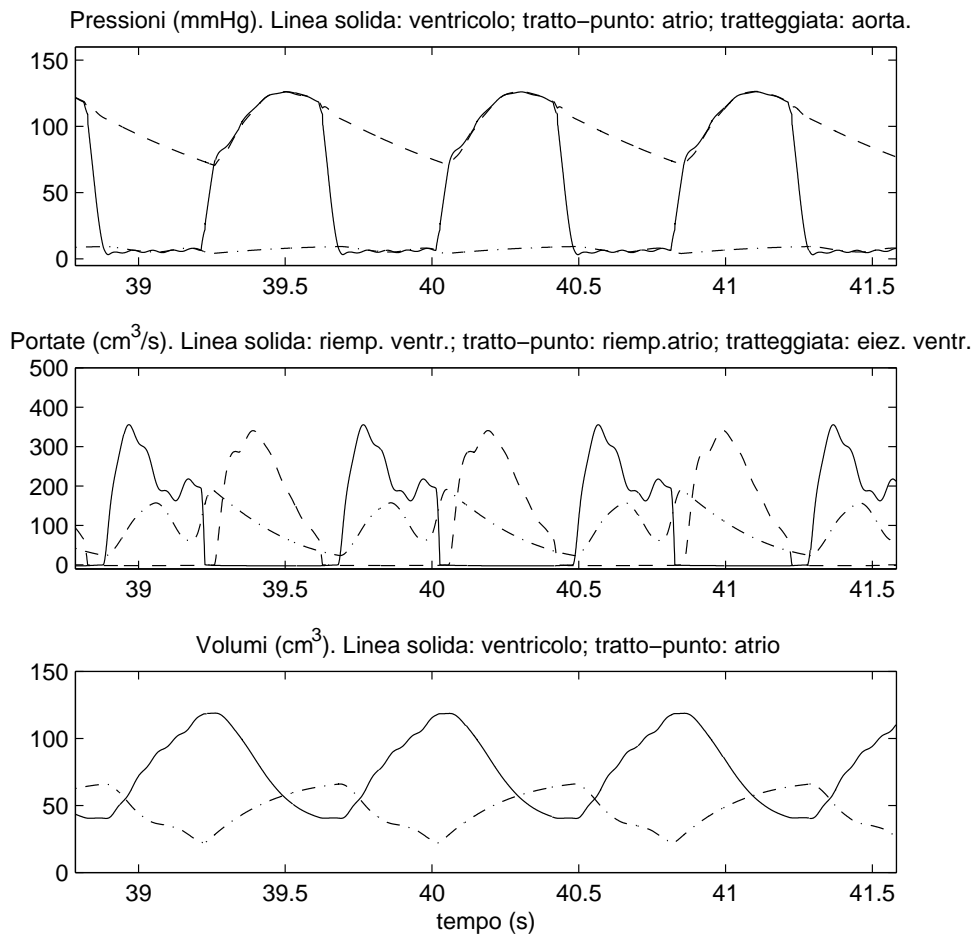 Pressioni (mmHg). Linea solida: ventricolo; tratto−punto: atrio; tratteggiata: aorta.
150
100
50
0
39 39.5 40 40.5 41 41.5
Portate (cm³/s). Linea solida: riemp. ventr.; tratto−punto: riemp.atrio; tratteggiata: eiez. ventr.
500
400
300
200
100
0
39 39.5 40 40.5 41 41.5
Volumi (cm³). Linea solida: ventricolo; tratto−punto: atrio
150
100
50
0
39 39.5 40 40.5 41 41.5
tempo (s)